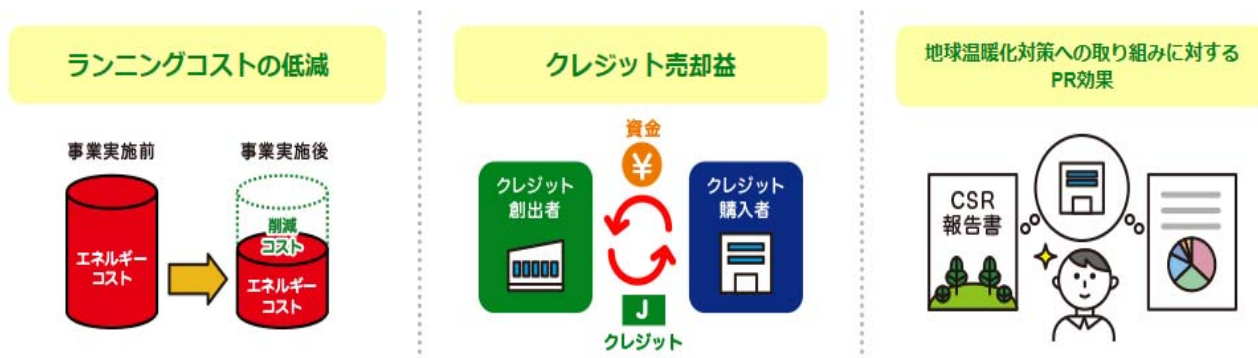 ランニングコストの低減
事業実施前
事業実施後
エネルギー
コスト
削減
コスト
エネルギー
コスト
クレジット売却益
資金
¥
クレジット
創出者
クレジット
購入者
J
クレジット
地球温暖化対策への取り組みに対する
PR効果
CSR
報告書